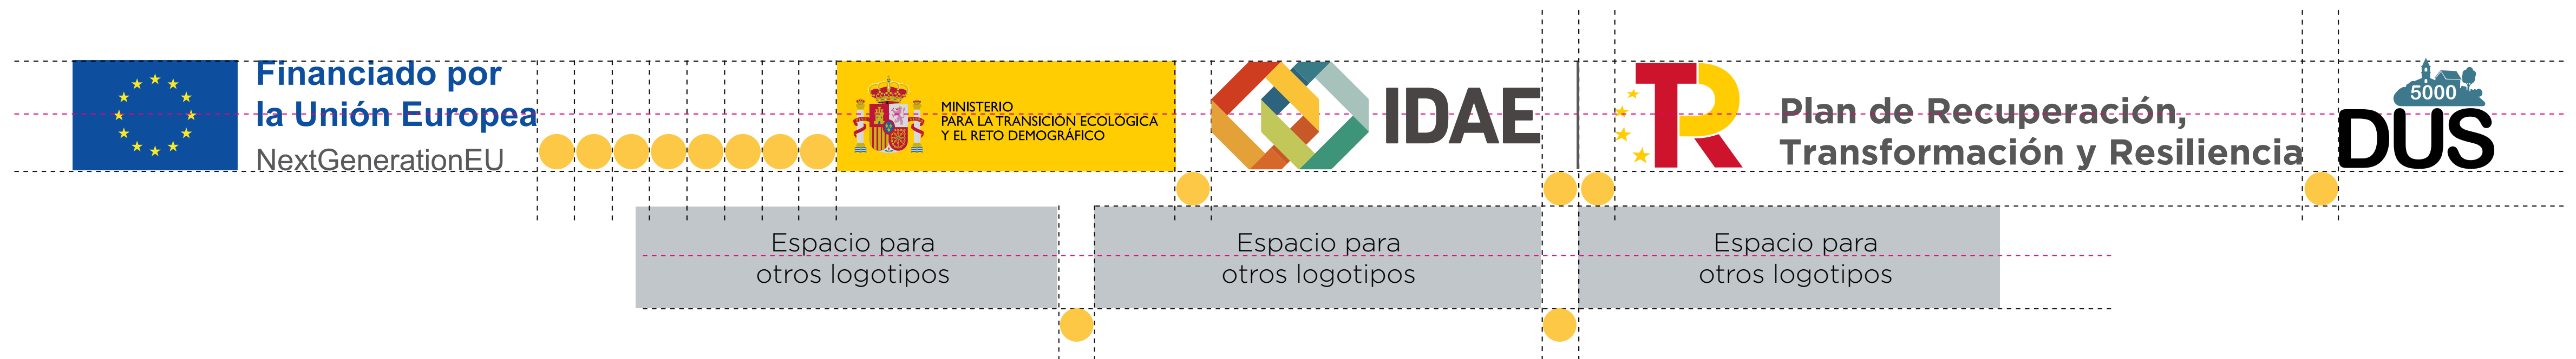 Financiado por
la Unión Europea
NextGenerationEU
MINISTERIO
PARA LA TRANSICIÓN ECOLÓGICA
Y EL RETO DEMOGRÁFICO
IDAE
TR
Plan de Recuperación,
Transformación y Resiliencia
5000
DUS
Espacio para
otros logotipos
Espacio para
otros logotipos
Espacio para
otros logotipos